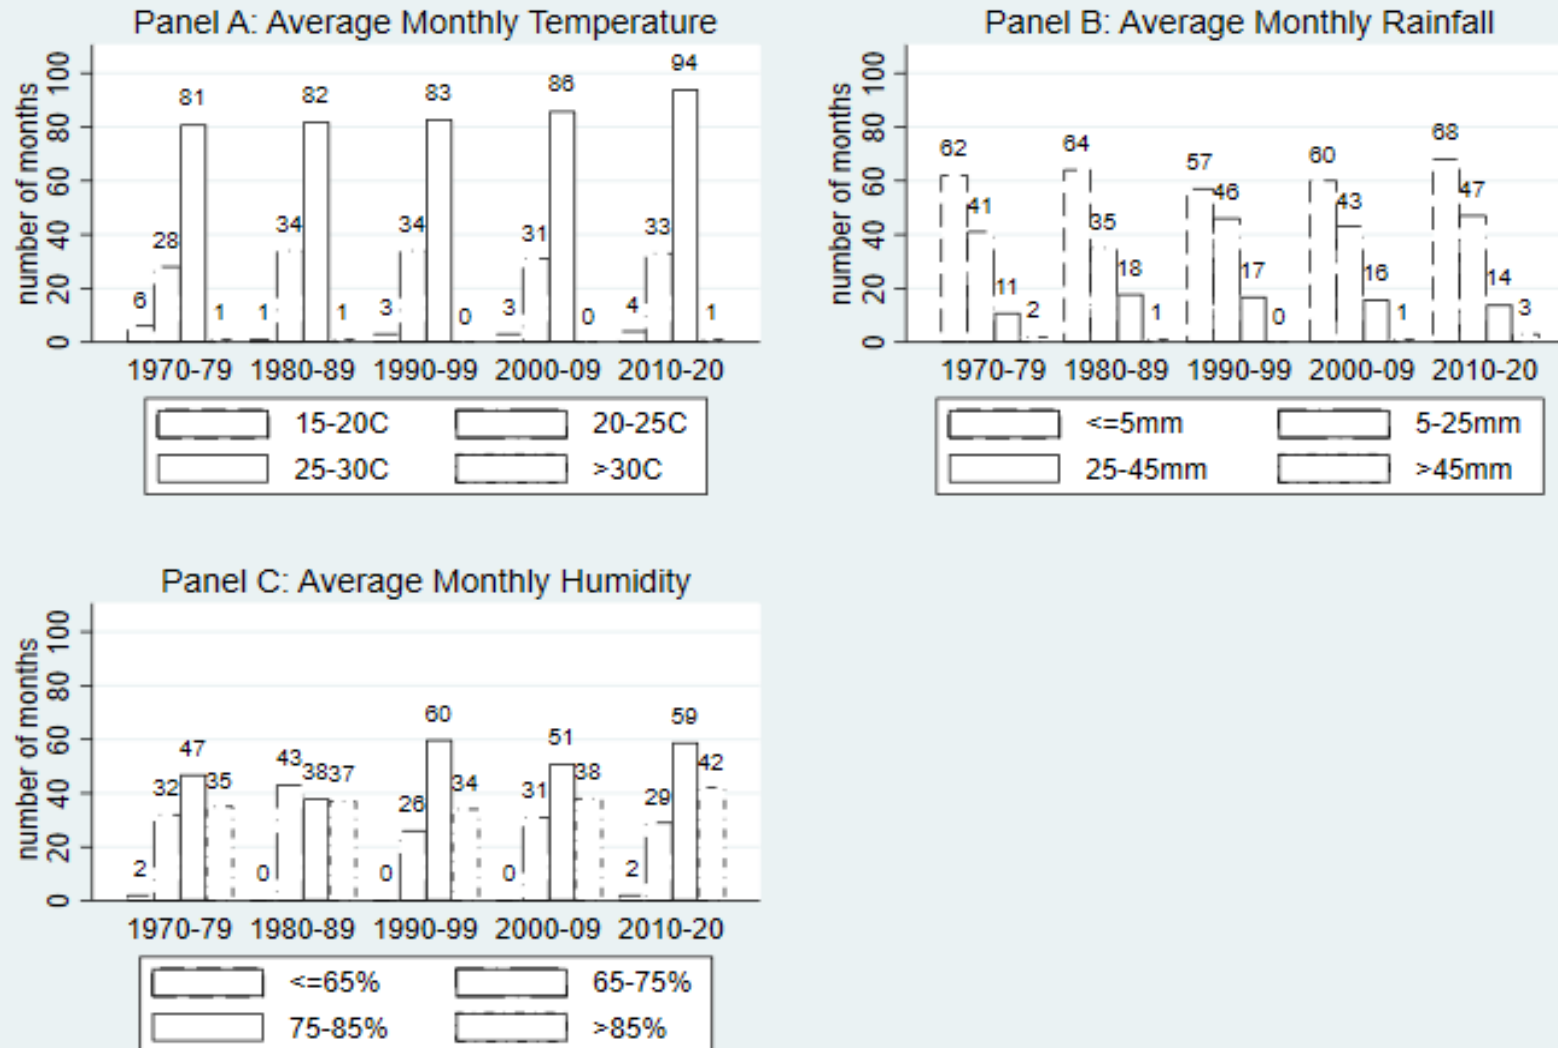 Panel A: Average Monthly Temperature
number of months
0 20 40 60 80 100
6 28 81 1
1 34 82 1
3 34 83 0
3 31 86 0
4 33 94 1
1970-79 1980-89 1990-99 2000-09 2010-20
15-20C 20-25C
25-30C >30C
Panel B: Average Monthly Rainfall
number of months
0 20 40 60 80 100
62 41 11 2
64 35 18 1
57 46 17 0
60 43 16 1
68 47 14 3
1970-79 1980-89 1990-99 2000-09 2010-20
<=5mm 5-25mm
25-45mm >45mm
Panel C: Average Monthly Humidity
number of months
0 20 40 60 80 100
2 32 47 35
0 43 38 37
0 26 60 34
0 31 51 38
2 29 59 42
1970-79 1980-89 1990-99 2000-09 2010-20
<=65% 65-75%
75-85% >85%